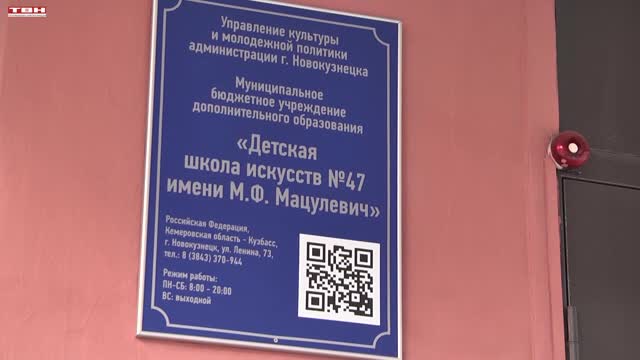 ТВН
Управление культуры
и молодежной политики
администрации г. Новокузнецка
Муниципальное
бюджетное учреждение
дополнительного образования
«Детская
школа искусств №47
имени М.Ф. Мацулевич»
Российская Федерация,
Кемеровская область - Кузбасс,
г. Новокузнецк, ул. Ленина, 73,
тел.: 8 (3843) 370-944
Режим работы:
ПН-СБ: 8:00 - 20:00
ВС: выходной